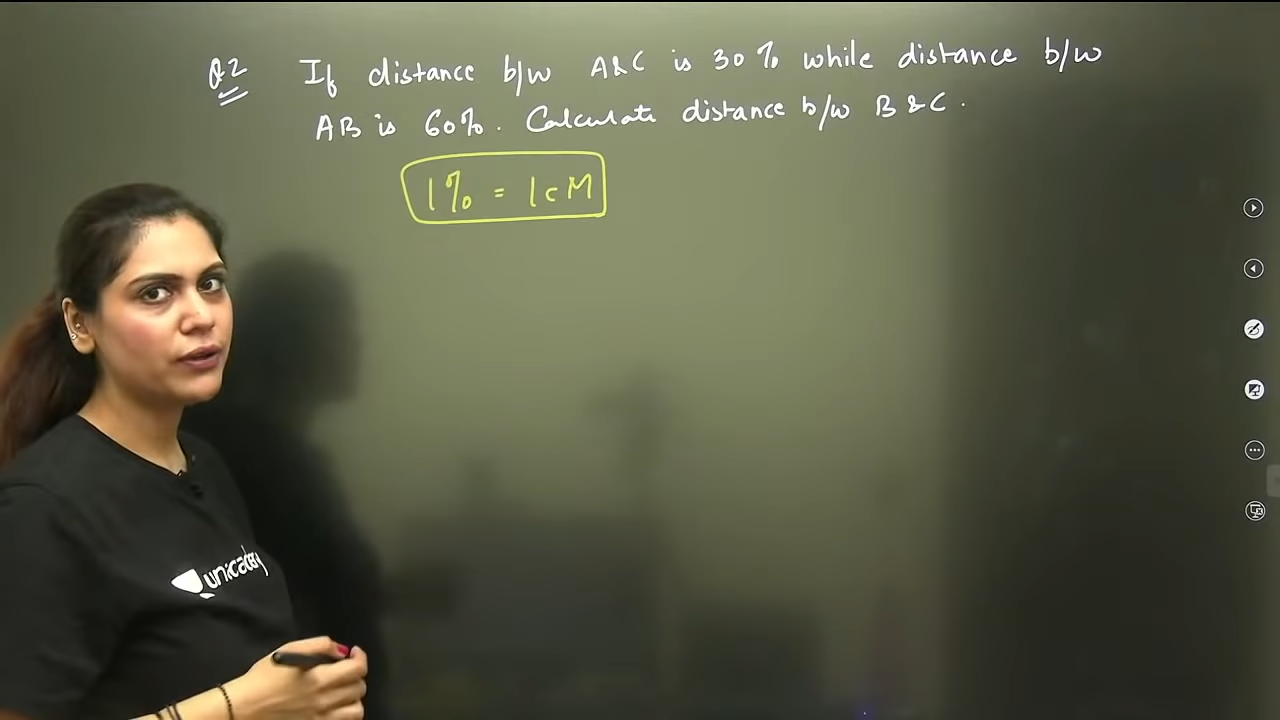 Q2 If distance b/w A&C is 30% while distance b/w
AB is 60%. Calculate distance b/w B & C.
1% = 1cM
unacademy